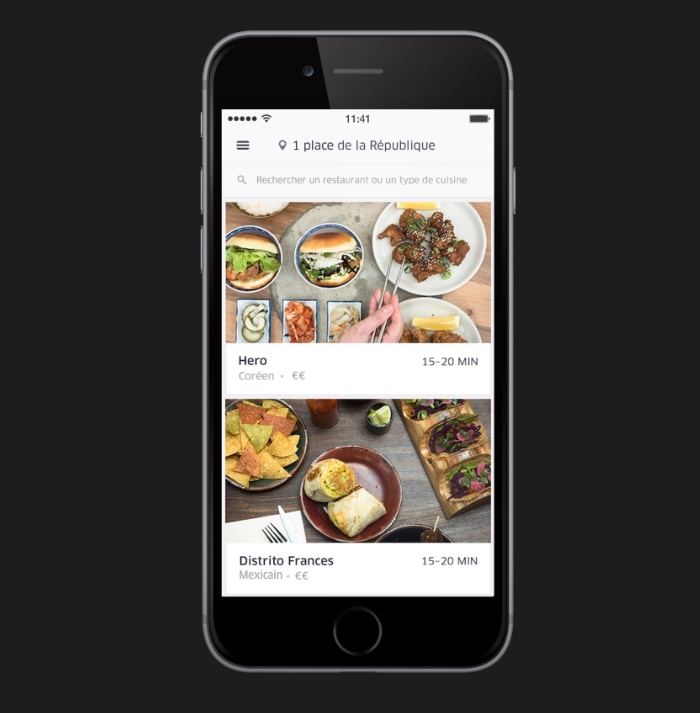 11:41
1 place de la République
Rechercher un restaurant ou un type de cuisine
Hero
15-20 MIN
Coréen • €€
Distrito Frances
15-20 MIN
Mexicain • €€